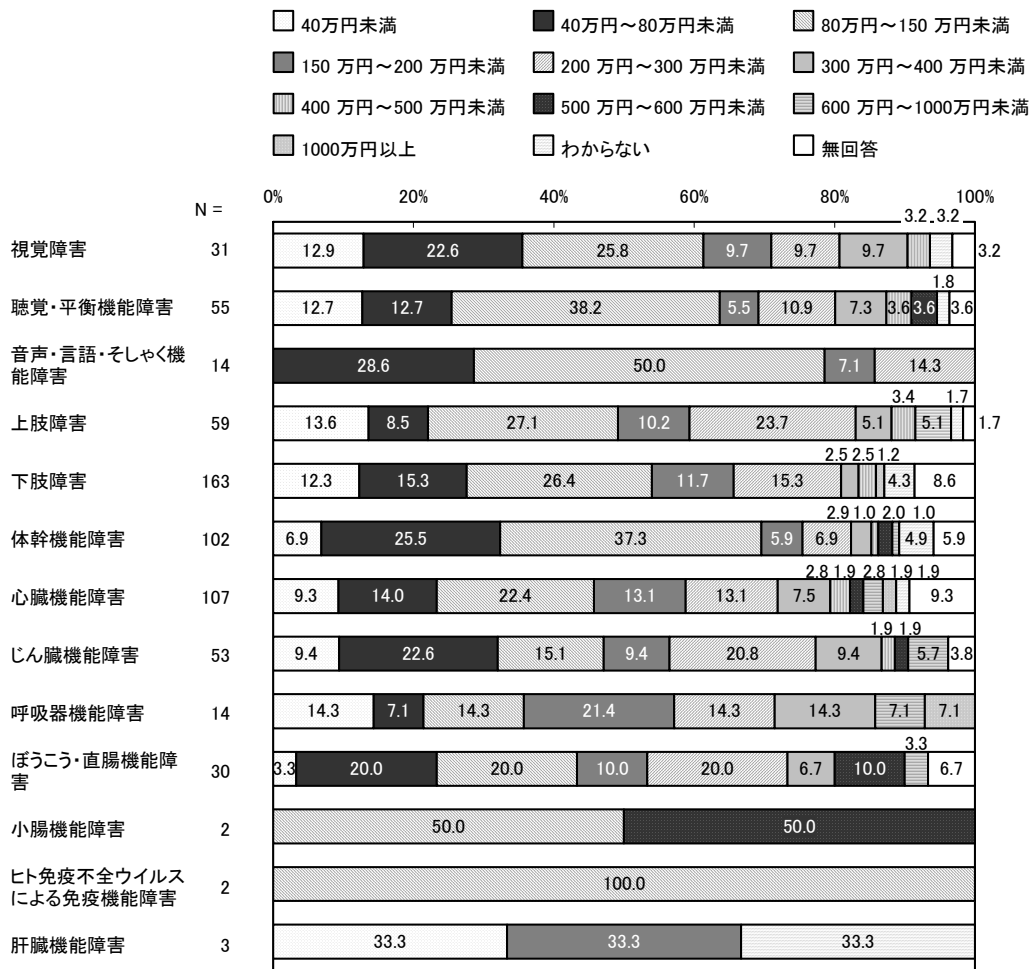 40万円未満
40万円～80万円未満
80万円～150 万円未満
150 万円～200 万円未満
200 万円～300 万円未満
300 万円～400 万円未満
400 万円～500 万円未満
500 万円～600 万円未満
600 万円～1000万円未満
1000万円以上
わからない
無回答
0% 20% 40% 60% 80% 100%
N =
3.2 3.2
視覚障害 31 12.9 22.6 25.8 9.7 9.7 9.7 3.2
1.8
聴覚・平衡機能障害 55 12.7 12.7 38.2 5.5 10.9 7.3 3.6 3.6 3.6
音声・言語・そしゃく機
能障害
14 28.6 50.0 7.1 14.3
3.4 1.7
上肢障害 59 13.6 8.5 27.1 10.2 23.7 5.1 5.1 1.7
2.5 2.5 1.2
下肢障害 163 12.3 15.3 26.4 11.7 15.3 4.3 8.6
2.9 1.0 2.0 1.0
体幹機能障害 102 6.9 25.5 37.3 5.9 6.9 4.9 5.9
2.8 1.9 2.8 1.9 1.9
心臓機能障害 107 9.3 14.0 22.4 13.1 13.1 7.5 9.3
1.9 1.9
じん臓機能障害 53 9.4 22.6 15.1 9.4 20.8 9.4 5.7 3.8
呼吸器機能障害 14 14.3 7.1 14.3 21.4 14.3 14.3 7.1 7.1
3.3
ぼうこう・直腸機能障
害
30 3.3 20.0 20.0 10.0 20.0 6.7 10.0 6.7
小腸機能障害 2 50.0 50.0
ヒト免疫不全ウイルス
による免疫機能障害
2 100.0
肝臓機能障害 3 33.3 33.3 33.3